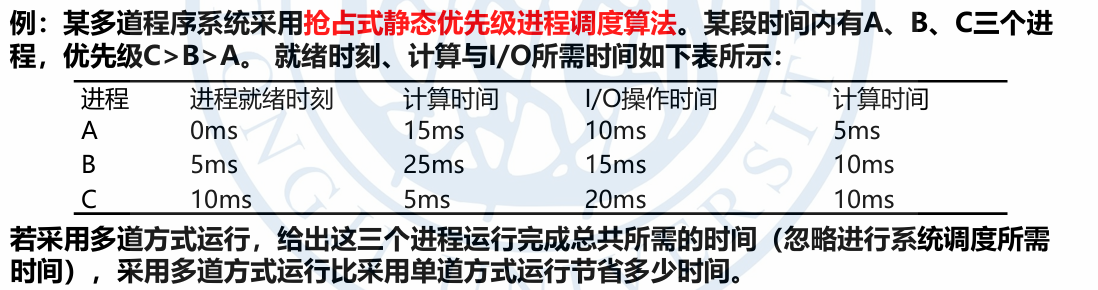 例：某多道程序系统采用抢占式静态优先级进程调度算法。某段时间内有A、B、C三个进
程，优先级C>B>A。 就绪时刻、计算与I/O所需时间如下表所示：
进程 进程就绪时刻 计算时间 I/O操作时间 计算时间
A 0ms 15ms 10ms 5ms
B 5ms 25ms 15ms 10ms
C 10ms 5ms 20ms 10ms
若采用多道方式运行，给出这三个进程运行完成总共所需的时间（忽略进行系统调度所需
时间），采用多道方式运行比采用单道方式运行节省多少时间。